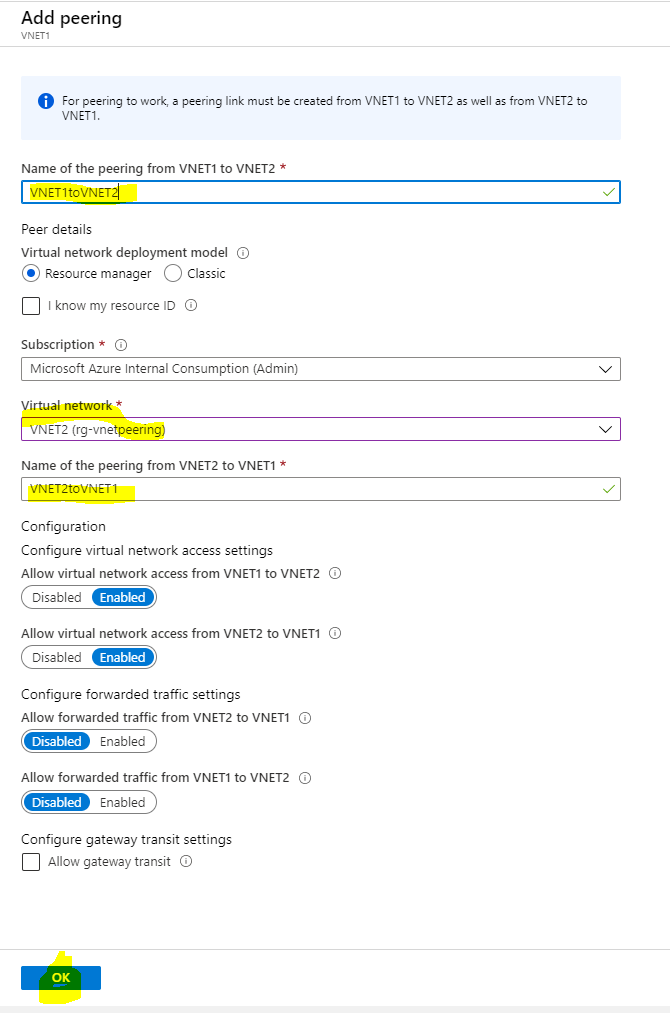 Add peering
VNET1
For peering to work, a peering link must be created from VNET1 to VNET2 as well as from VNET2 to
VNET1.
Name of the peering from VNET1 to VNET2 *
VNET1toVNET2
Peer details
Virtual network deployment model
Resource manager Classic
I know my resource ID
Subscription *
Microsoft Azure Internal Consumption (Admin)
Virtual network *
VNET2 (rg-vnetpeering)
Name of the peering from VNET2 to VNET1 *
VNET2toVNET1
Configuration
Configure virtual network access settings
Allow virtual network access from VNET1 to VNET2
Disabled Enabled
Allow virtual network access from VNET2 to VNET1
Disabled Enabled
Configure forwarded traffic settings
Allow forwarded traffic from VNET2 to VNET1
Disabled Enabled
Allow forwarded traffic from VNET1 to VNET2
Disabled Enabled
Configure gateway transit settings
Allow gateway transit
OK